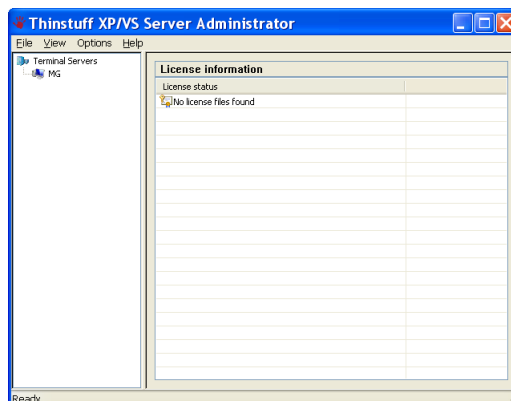 Thinstuff XP/VS Server Administrator
File View Options Help
Terminal Servers
MG
License information
License status
No license files found
Ready